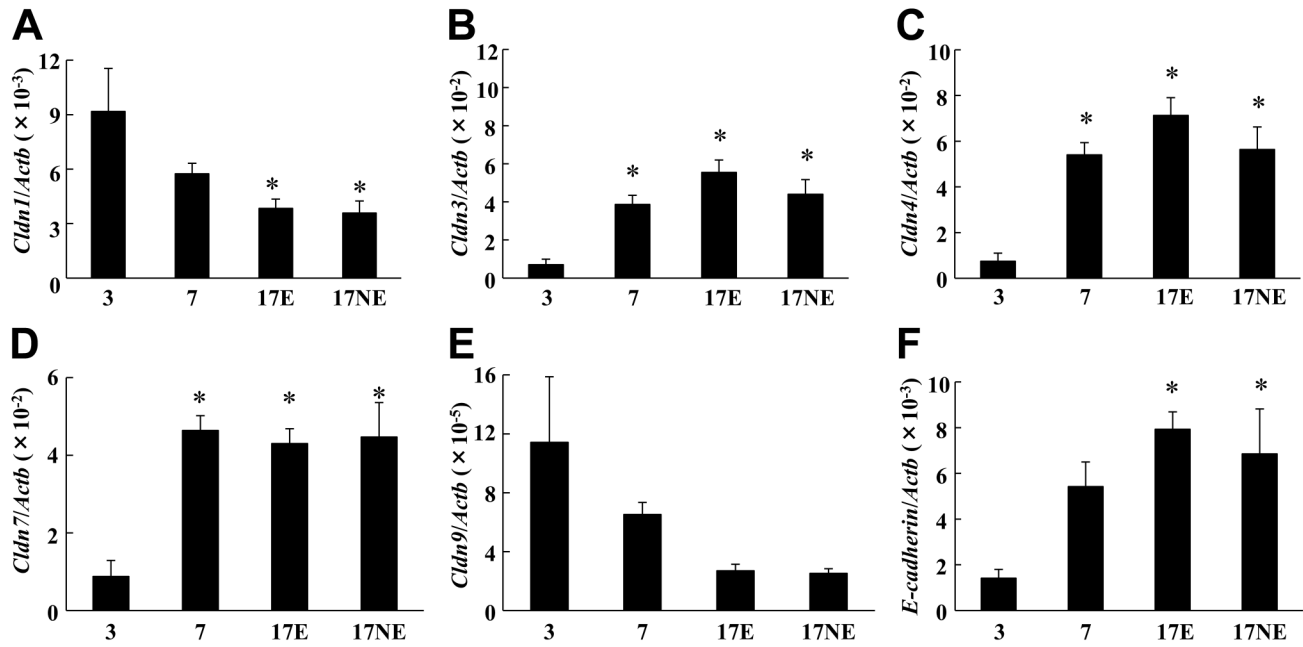 A
Cldn1/Actb (×10⁻³)
12
9
6
3
0
*
*
3 7 17E 17NE
B
Cldn3/Actb (×10⁻²)
12
10
8
6
4
2
0
*
*
*
3 7 17E 17NE
C
Cldn4/Actb (×10⁻²)
10
8
6
4
2
0
*
*
*
3 7 17E 17NE
D
Cldn7/Actb (×10⁻²)
6
4
2
0
*
*
*
3 7 17E 17NE
E
Cldn9/Actb (×10⁻⁵)
16
12
8
4
0
3 7 17E 17NE
F
E-cadherin/Actb (×10⁻³)
10
8
6
4
2
0
*
*
3 7 17E 17NE